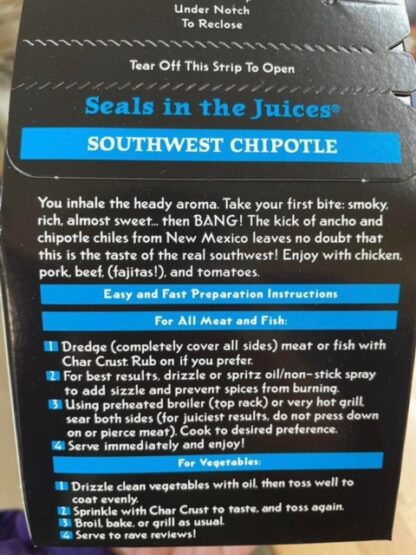 Under Notch
To Reclose
Tear Off This Strip To Open
Seals in the Juices®
SOUTHWEST CHIPOTLE
You inhale the heady aroma. Take your first bite: smoky,
rich, almost sweet... then BANG! The kick of ancho and
chipotle chiles from New Mexico leaves no doubt that
this is the taste of the real southwest! Enjoy with chicken,
pork, beef, (fajitas!), and tomatoes.
Easy and Fast Preparation Instructions
For All Meat and Fish:
1 Dredge (completely cover all sides) meat or fish with
Char Crust. Rub on if you prefer.
2 For best results, drizzle or spritz oil/non-stick spray
to add sizzle and prevent spices from burning.
3 Using preheated broiler (top rack) or very hot grill,
sear both sides (for juiciest results, do not press down
on or pierce meat). Cook to desired preference.
4 Serve immediately and enjoy!
For Vegetables:
1 Drizzle clean vegetables with oil, then toss well to
coat evenly.
2 Sprinkle with Char Crust to taste, and toss again.
3 Broil, bake, or grill as usual.
4 Serve to rave reviews!